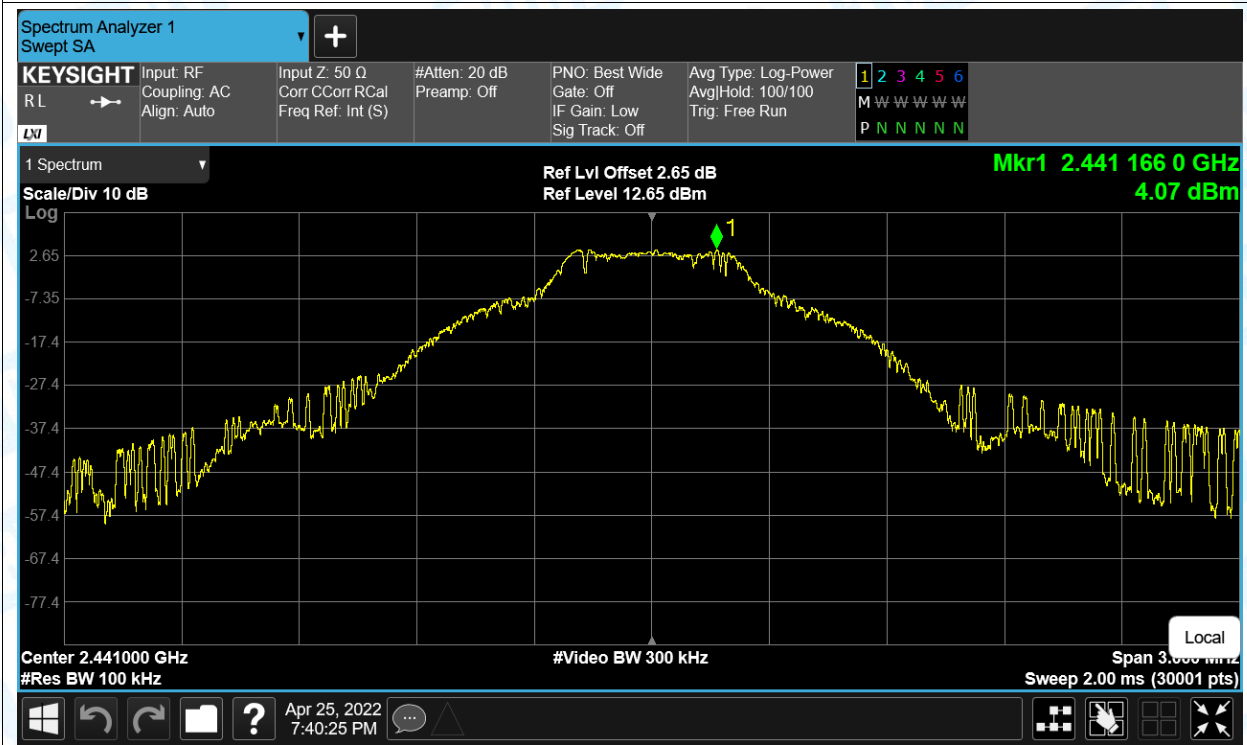 Spectrum Analyzer 1
Swept SA
KEYSIGHT
R L
LXI
Input: RF
Coupling: AC
Align: Auto
Input Z: 50 Ω
Corr CCorr RCal
Freq Ref: Int (S)
#Atten: 20 dB
Preamp: Off
PNO: Best Wide
Gate: Off
IF Gain: Low
Sig Track: Off
Avg Type: Log-Power
Avg|Hold: 100/100
Trig: Free Run
1 2 3 4 5 6
M W W W W W
P N N N N N
1 Spectrum
Scale/Div 10 dB
Log
Ref Lvl Offset 2.65 dB
Ref Level 12.65 dBm
Mkr1 2.441 166 0 GHz
4.07 dBm
1
2.65
-7.35
-17.4
-27.4
-37.4
-47.4
-57.4
-67.4
-77.4
Local
Center 2.441000 GHz
#Video BW 300 kHz
Span
#Res BW 100 kHz
Sweep 2.00 ms (30001 pts)
?
Apr 25, 2022
7:40:25 PM